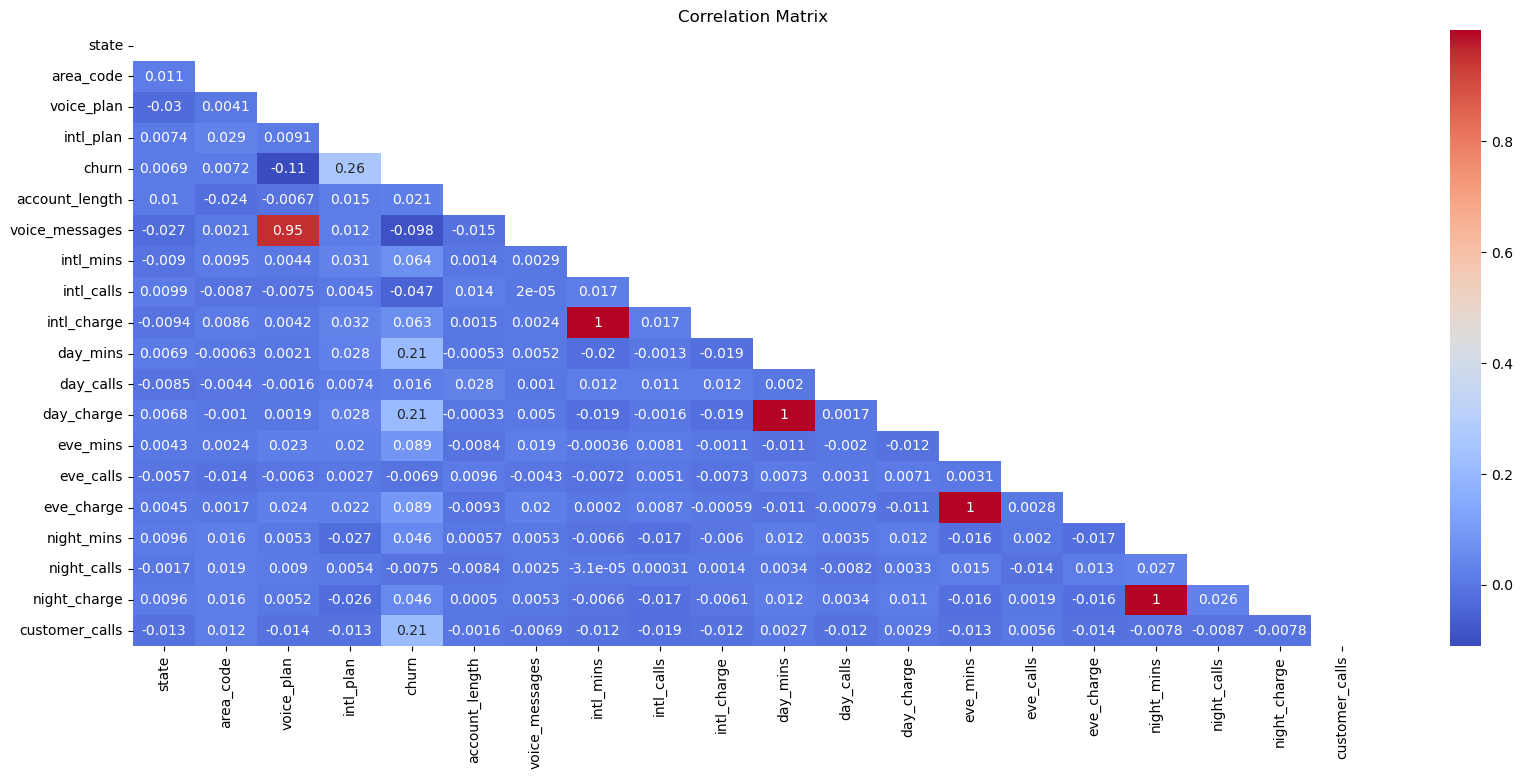 Correlation Matrix
state
area_code 0.011
voice_plan -0.03 0.0041
intl_plan 0.0074 0.029 0.0091
churn 0.0069 0.0072 -0.11 0.26
account_length 0.01 -0.024 -0.0067 0.015 0.021
voice_messages -0.027 0.0021 0.95 0.012 -0.098 -0.015
intl_mins -0.009 0.0095 0.0044 0.031 0.064 0.0014 0.0029
intl_calls 0.0099 -0.0087 -0.0075 0.0045 -0.047 0.014 2e-05 0.017
intl_charge -0.0094 0.0086 0.0042 0.032 0.063 0.0015 0.0024 1 0.017
day_mins 0.0069 -0.00063 0.0021 0.028 0.21 -0.00053 0.0052 -0.02 -0.0013 -0.019
day_calls -0.0085 -0.0044 -0.0016 0.0074 0.016 0.028 0.001 0.012 0.011 0.012 0.002
day_charge 0.0068 -0.001 0.0019 0.028 0.21 -0.00033 0.005 -0.019 -0.0016 -0.019 1 0.0017
eve_mins 0.0043 0.0024 0.023 0.02 0.089 -0.0084 0.019 -0.00036 0.0081 -0.0011 -0.011 -0.002 -0.012
eve_calls -0.0057 -0.014 -0.0063 0.0027 -0.0069 0.0096 -0.0043 -0.0072 0.0051 -0.0073 0.0073 0.0031 0.0071 0.0031
eve_charge 0.0045 0.0017 0.024 0.022 0.089 -0.0093 0.02 0.0002 0.0087 -0.00059 -0.011 -0.00079 -0.011 1 0.0028
night_mins 0.0096 0.016 0.0053 -0.027 0.046 0.00057 0.0053 -0.0066 -0.017 -0.006 0.012 0.0035 0.012 -0.016 0.002 -0.017
night_calls -0.0017 0.019 0.009 0.0054 -0.0075 -0.0084 0.0025 -3.1e-05 0.00031 0.0014 0.0034 -0.0082 0.0033 0.015 -0.014 0.013 0.027
night_charge 0.0096 0.016 0.0052 -0.026 0.046 0.0005 0.0053 -0.0066 -0.017 -0.0061 0.012 0.0034 0.011 -0.016 0.0019 -0.016 1 0.026
customer_calls -0.013 0.012 -0.014 -0.013 0.21 -0.0016 -0.0069 -0.012 -0.019 -0.012 0.0027 -0.012 0.0029 -0.013 0.0056 -0.014 -0.0078 -0.0087 -0.0078
state
area_code
voice_plan
intl_plan
churn
account_length
voice_messages
intl_mins
intl_calls
intl_charge
day_mins
day_calls
day_charge
eve_mins
eve_calls
eve_charge
night_mins
night_calls
night_charge
customer_calls
0.8
0.6
0.4
0.2
0.0